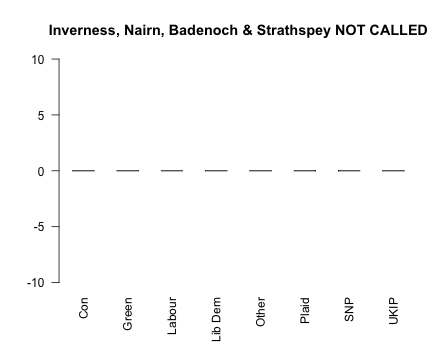 Inverness, Nairn, Badenoch & Strathspey NOT CALLED
10
5
0
-5
-10
Con
Green
Labour
Lib Dem
Other
Plaid
SNP
UKIP